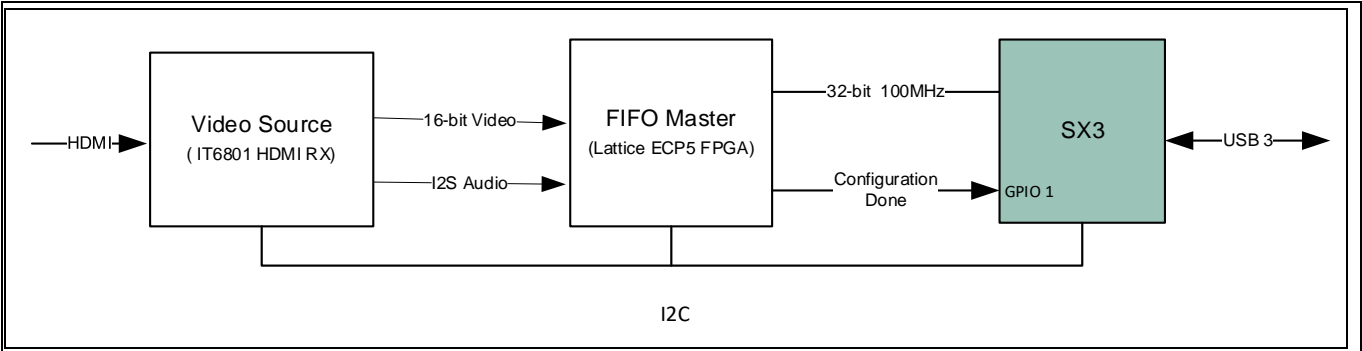 HDMI
Video Source
( IT6801 HDMI RX)
16-bit Video
I2S Audio
FIFO Master
(Lattice ECP5 FPGA)
32-bit 100MHz
Configuration
Done
SX3
GPIO 1
USB 3
I2C